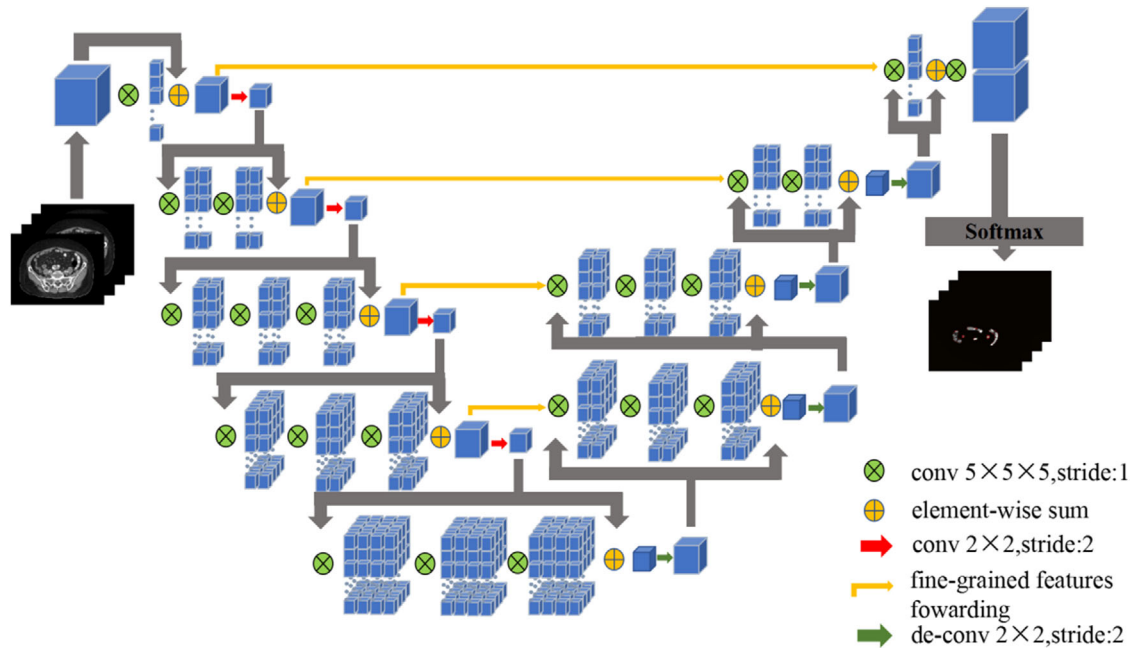 Softmax
conv 5×5×5,stride:1
element-wise sum
conv 2×2,stride:2
fine-grained features
fowarding
de-conv 2×2,stride:2